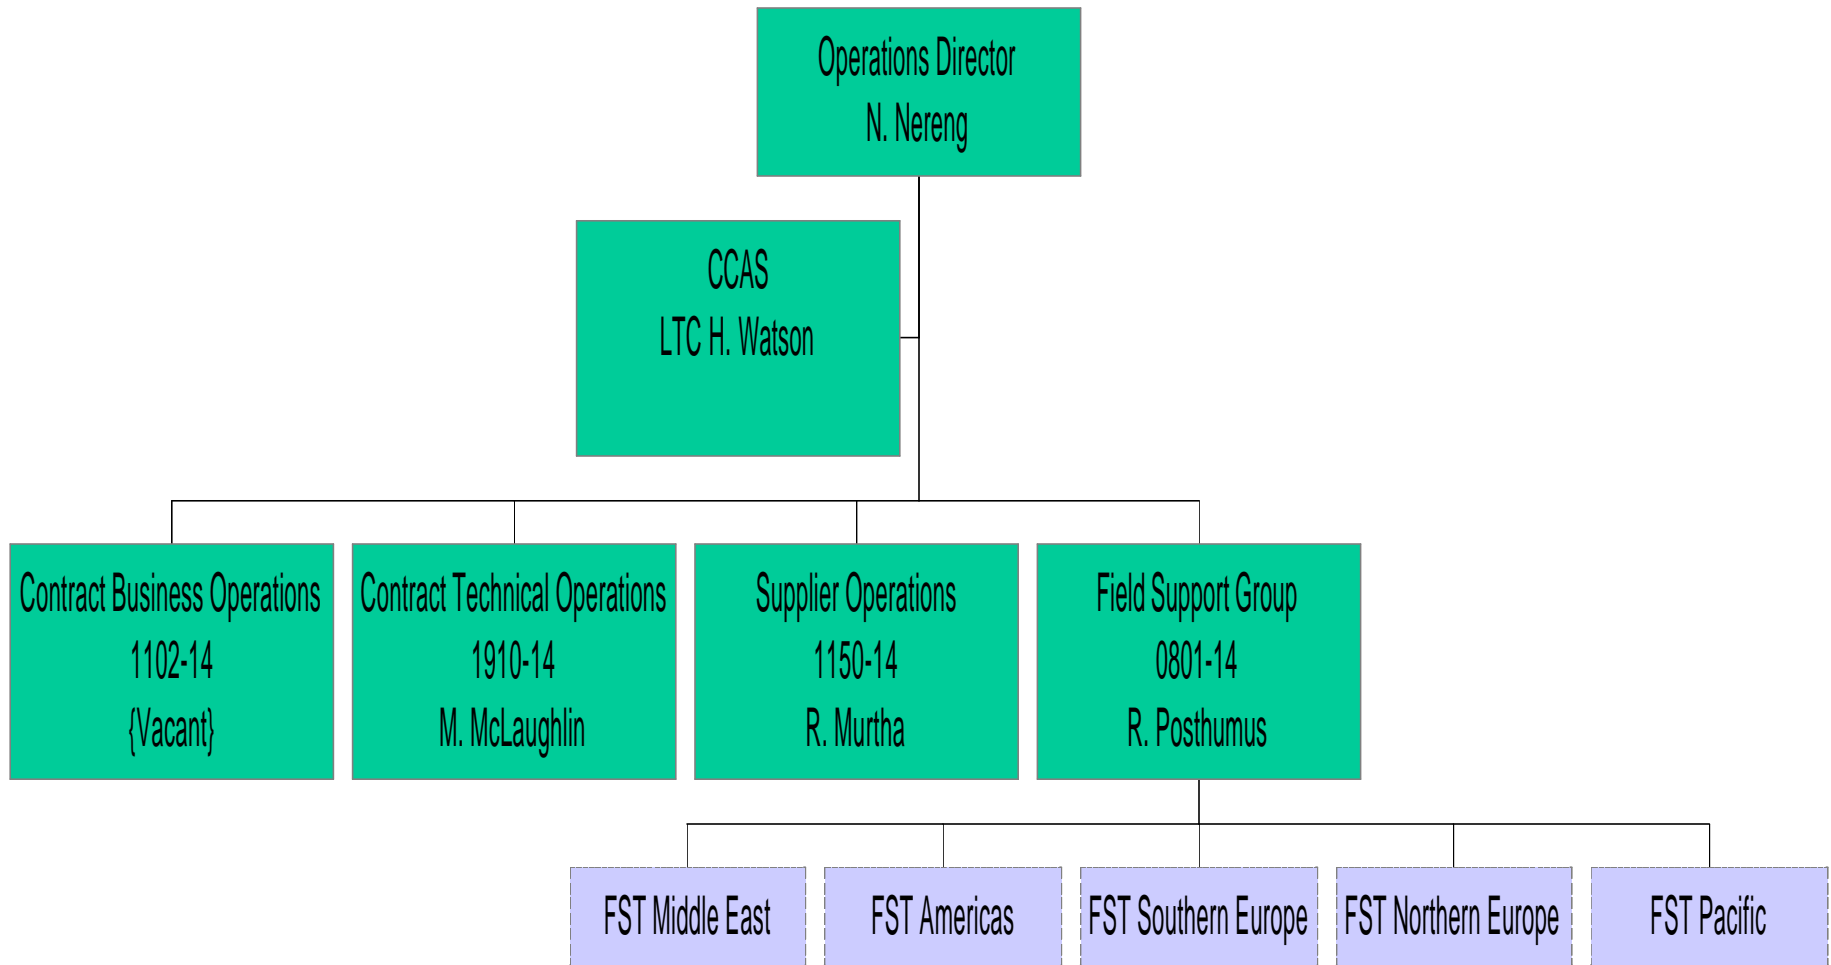 Operations Director
N. Nereng
CCAS
LTC H. Watson
Contract Business Operations
1102-14
{Vacant}
Contract Technical Operations
1910-14
M. McLaughlin
Supplier Operations
1150-14
R. Murtha
Field Support Group
0801-14
R. Posthumus
FST Middle East
FST Americas
FST Southern Europe
FST Northern Europe
FST Pacific